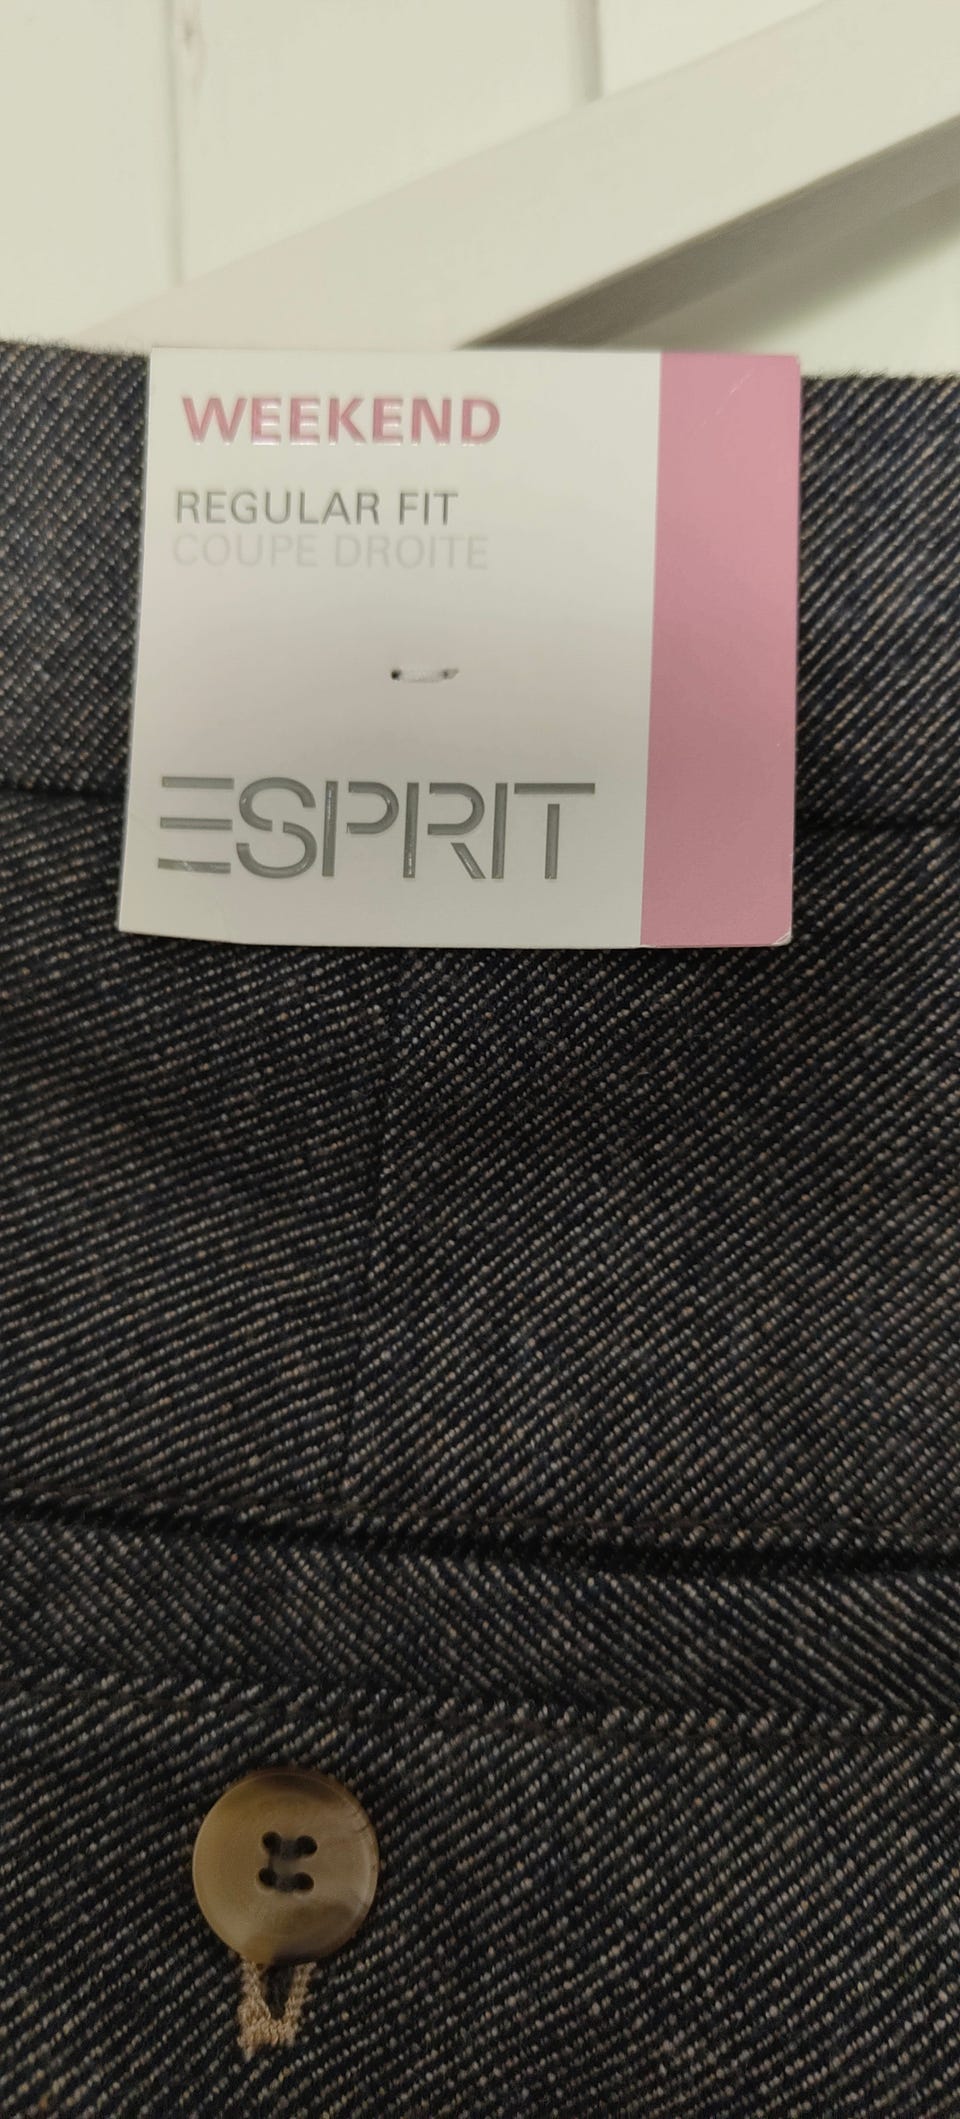 WEEKEND
REGULAR FIT
COUPE DROITE
ESPRIT